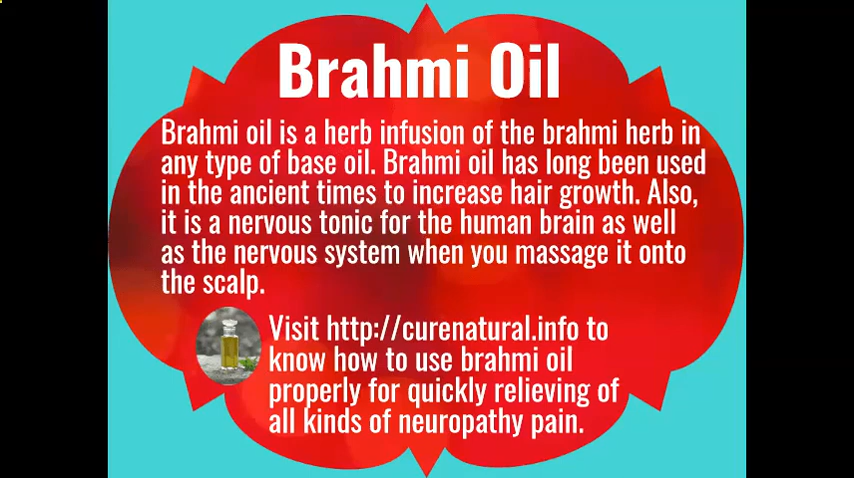 Brahmi Oil
Brahmi oil is a herb infusion of the brahmi herb in
any type of base oil. Brahmi oil has long been used
in the ancient times to increase hair growth. Also,
it is a nervous tonic for the human brain as well
as the nervous system when you massage it onto
the scalp.
Visit http://curenatural.info to
know how to use brahmi oil
properly for quickly relieving of
all kinds of neuropathy pain.